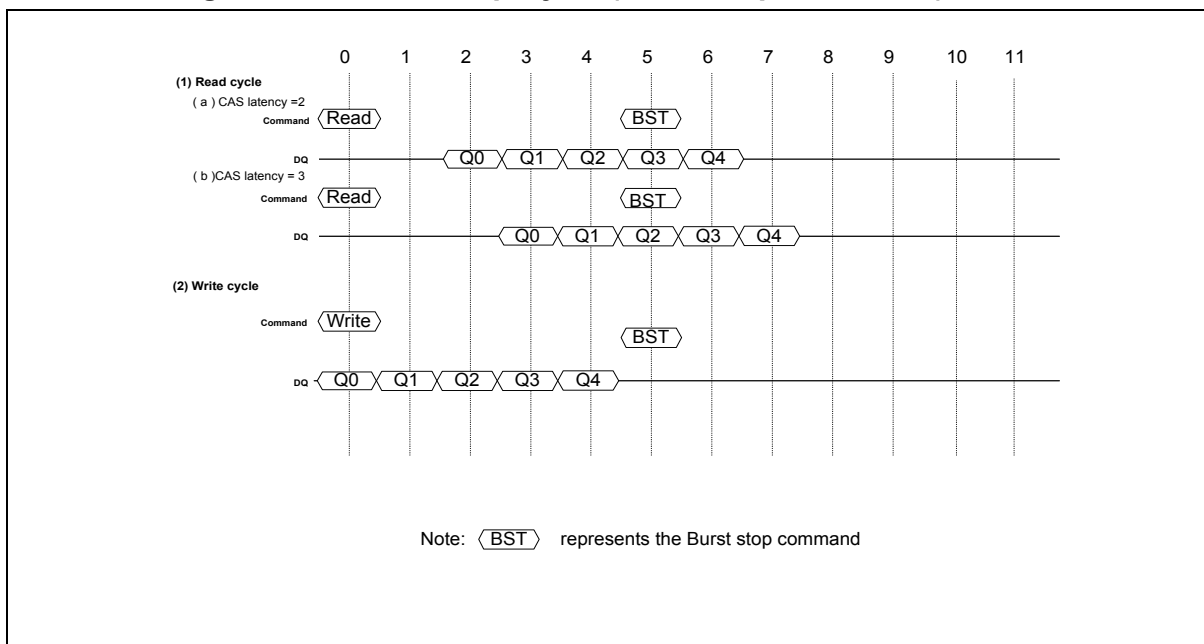 0 1 2 3 4 5 6 7 8 9 10 11
(1) Read cycle
( a ) CAS latency =2
Command Read BST
DQ Q0 Q1 Q2 Q3 Q4
( b )CAS latency = 3
Command Read BST
DQ Q0 Q1 Q2 Q3 Q4
(2) Write cycle
Command Write BST
DQ Q0 Q1 Q2 Q3 Q4
Note: BST represents the Burst stop command